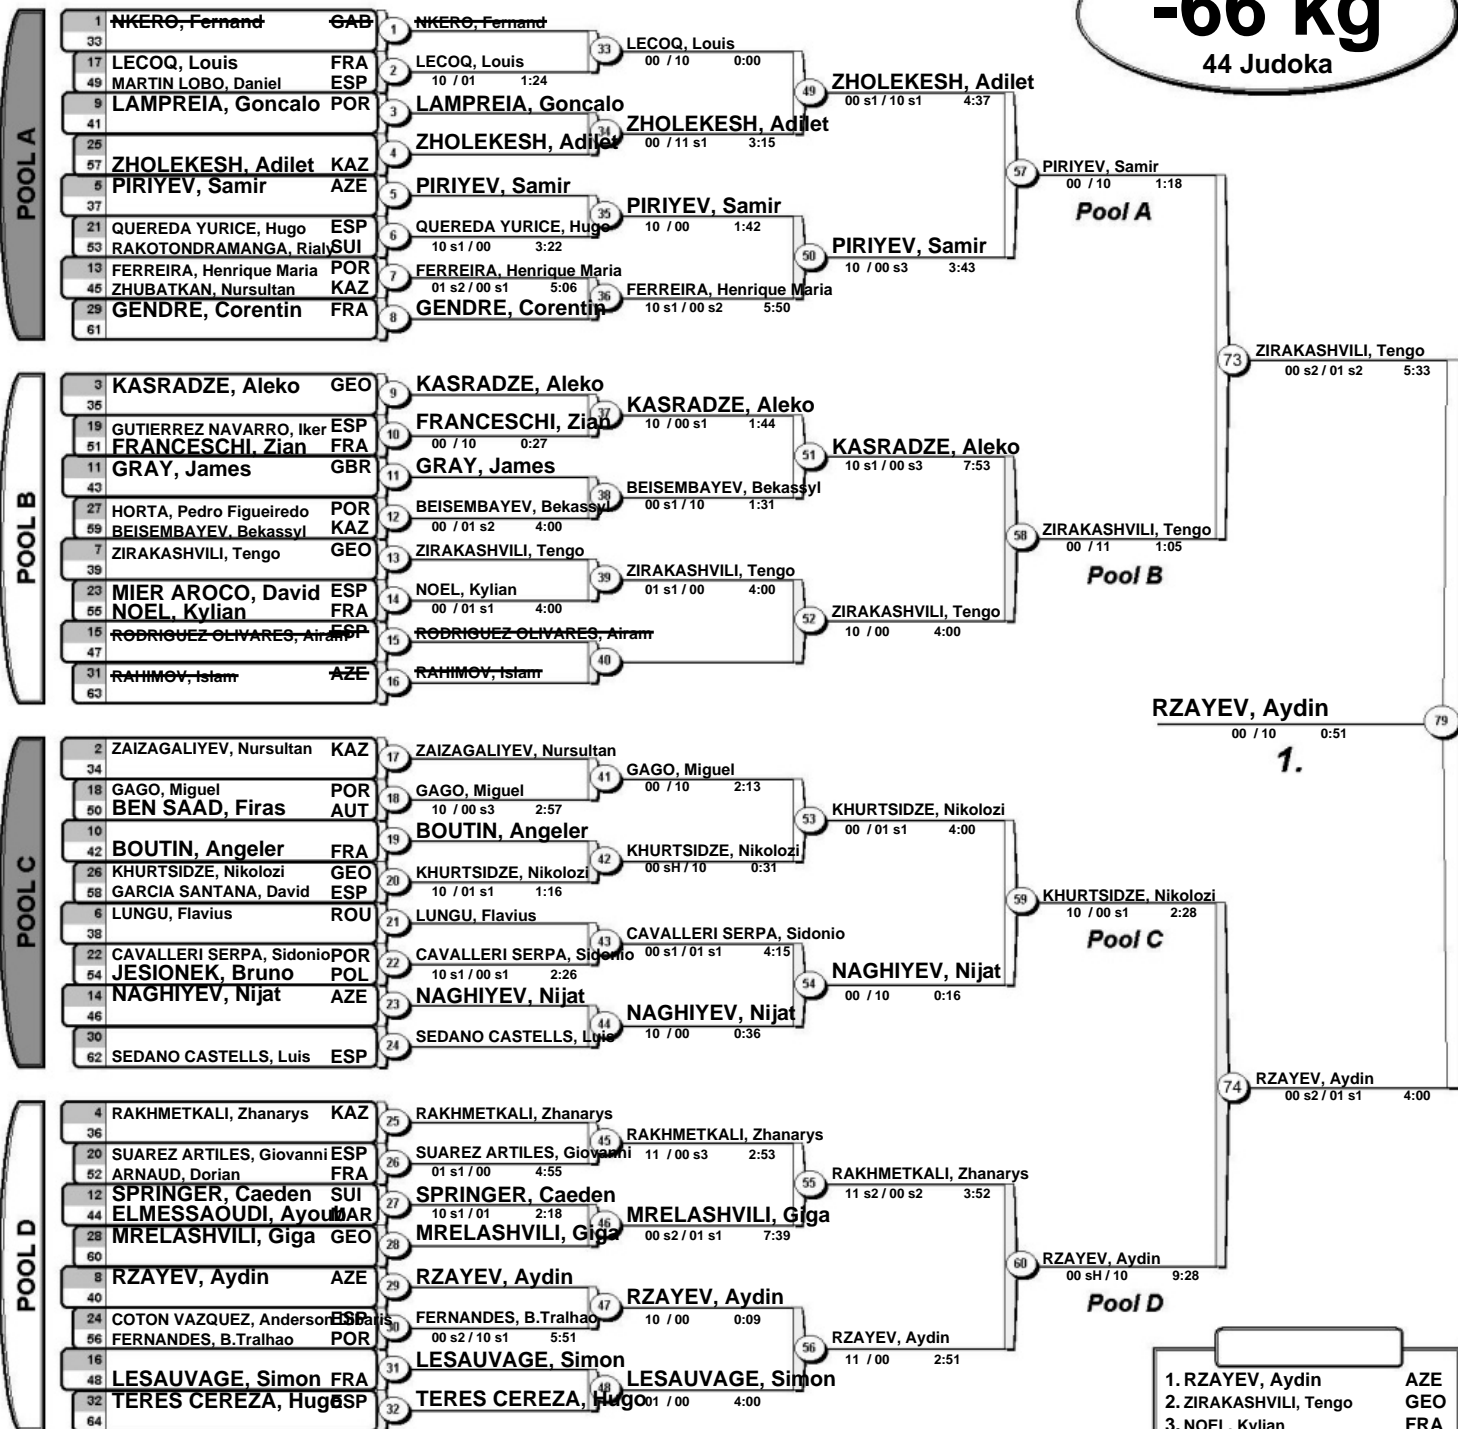 -66 kg
44 Judoka
POOL A
1 NKERO, Fernand GAB
33
17 LECOQ, Louis FRA
49 MARTIN LOBO, Daniel ESP
9 LAMPREIA, Goncalo POR
41
25
57 ZHOLEKESH, Adilet KAZ
5 PIRIYEV, Samir AZE
37
21 QUEREDA YURICE, Hugo ESP
53 RAKOTONDRAMANGA, Rialy SUI
13 FERREIRA, Henrique Maria POR
45 ZHUBATKAN, Nursultan KAZ
29 GENDRE, Corentin FRA
61
1 NKERO, Fernand
2 LECOQ, Louis
10 / 01 1:24
3 LAMPREIA, Goncalo
4 ZHOLEKESH, Adilet
5 PIRIYEV, Samir
6 QUEREDA YURICE, Hugo
10 s1 / 00 3:22
7 FERREIRA, Henrique Maria
01 s2 / 00 s1 5:06
8 GENDRE, Corentin
33 LECOQ, Louis
00 / 10 0:00
34 ZHOLEKESH, Adilet
00 / 11 s1 3:15
35 PIRIYEV, Samir
10 / 00 1:42
36 FERREIRA, Henrique Maria
10 s1 / 00 s2 5:50
49 ZHOLEKESH, Adilet
00 s1 / 10 s1 4:37
50 PIRIYEV, Samir
10 / 00 s3 3:43
57 PIRIYEV, Samir
00 / 10 1:18
Pool A
POOL B
3 KASRADZE, Aleko GEO
35
19 GUTIERREZ NAVARRO, Iker ESP
51 FRANCESCHI, Zian FRA
11 GRAY, James GBR
43
27 HORTA, Pedro Figueiredo POR
59 BEISEMBAYEV, Bekassyl KAZ
7 ZIRAKASHVILI, Tengo GEO
39
23 MIER AROCO, David ESP
55 NOEL, Kylian FRA
15 RODRIGUEZ OLIVARES, Airam ESP
47
31 RAHIMOV, Islam AZE
63
9 KASRADZE, Aleko
10 FRANCESCHI, Zian
00 / 10 0:27
11 GRAY, James
12 BEISEMBAYEV, Bekassyl
00 / 01 s2 4:00
13 ZIRAKASHVILI, Tengo
14 NOEL, Kylian
00 / 01 s1 4:00
15 RODRIGUEZ OLIVARES, Airam
16 RAHIMOV, Islam
37 KASRADZE, Aleko
10 / 00 s1 1:44
38 BEISEMBAYEV, Bekassyl
00 s1 / 10 1:31
39 ZIRAKASHVILI, Tengo
01 s1 / 00 4:00
40
51 KASRADZE, Aleko
10 s1 / 00 s3 7:53
52 ZIRAKASHVILI, Tengo
10 / 00 4:00
58 ZIRAKASHVILI, Tengo
00 / 11 1:05
Pool B
73 ZIRAKASHVILI, Tengo
00 s2 / 01 s2 5:33
RZAYEV, Aydin 79
00 / 10 0:51
1.
POOL C
2 ZAIZAGALIYEV, Nursultan KAZ
34
18 GAGO, Miguel POR
50 BEN SAAD, Firas AUT
10
42 BOUTIN, Angeler FRA
26 KHURTSIDZE, Nikolozi GEO
58 GARCIA SANTANA, David ESP
6 LUNGU, Flavius ROU
38
22 CAVALLERI SERPA, Sidonio POR
54 JESIONEK, Bruno POL
14 NAGHIYEV, Nijat AZE
46
30
62 SEDANO CASTELLS, Luis ESP
17 ZAIZAGALIYEV, Nursultan
18 GAGO, Miguel
10 / 00 s3 2:57
19 BOUTIN, Angeler
20 KHURTSIDZE, Nikolozi
10 / 01 s1 1:16
21 LUNGU, Flavius
22 CAVALLERI SERPA, Sidonio
10 s1 / 00 s1 2:26
23 NAGHIYEV, Nijat
24 SEDANO CASTELLS, Luis
41 GAGO, Miguel
00 / 10 2:13
42 KHURTSIDZE, Nikolozi
00 sH / 10 0:31
43 CAVALLERI SERPA, Sidonio
00 s1 / 01 s1 4:15
44 NAGHIYEV, Nijat
10 / 00 0:36
53 KHURTSIDZE, Nikolozi
00 / 01 s1 4:00
54 NAGHIYEV, Nijat
00 / 10 0:16
59 KHURTSIDZE, Nikolozi
10 / 00 s1 2:28
Pool C
74 RZAYEV, Aydin
00 s2 / 01 s1 4:00
POOL D
4 RAKHMETKALI, Zhanarys KAZ
36
20 SUAREZ ARTILES, Giovanni ESP
52 ARNAUD, Dorian FRA
12 SPRINGER, Caeden SUI
44 ELMESSAOUDI, Ayoub MAR
28 MRELASHVILI, Giga GEO
60
8 RZAYEV, Aydin AZE
40
24 COTON VAZQUEZ, Anderson ESP
56 FERNANDES, B.Tralhao POR
16
48 LESAUVAGE, Simon FRA
32 TERES CEREZA, Hugo ESP
64
25 RAKHMETKALI, Zhanarys
26 SUAREZ ARTILES, Giovanni
01 s1 / 00 4:55
27 SPRINGER, Caeden
10 s1 / 01 2:18
28 MRELASHVILI, Giga
29 RZAYEV, Aydin
30 FERNANDES, B.Tralhao
00 s2 / 10 s1 5:51
31 LESAUVAGE, Simon
32 TERES CEREZA, Hugo
45 RAKHMETKALI, Zhanarys
11 / 00 s3 2:53
46 MRELASHVILI, Giga
00 s2 / 01 s1 7:39
47 RZAYEV, Aydin
10 / 00 0:09
48 LESAUVAGE, Simon
01 / 00 4:00
55 RAKHMETKALI, Zhanarys
11 s2 / 00 s2 3:52
56 RZAYEV, Aydin
11 / 00 2:51
60 RZAYEV, Aydin
00 sH / 10 9:28
Pool D
1. RZAYEV, Aydin AZE
2. ZIRAKASHVILI, Tengo GEO
3. NOEL, Kylian FRA